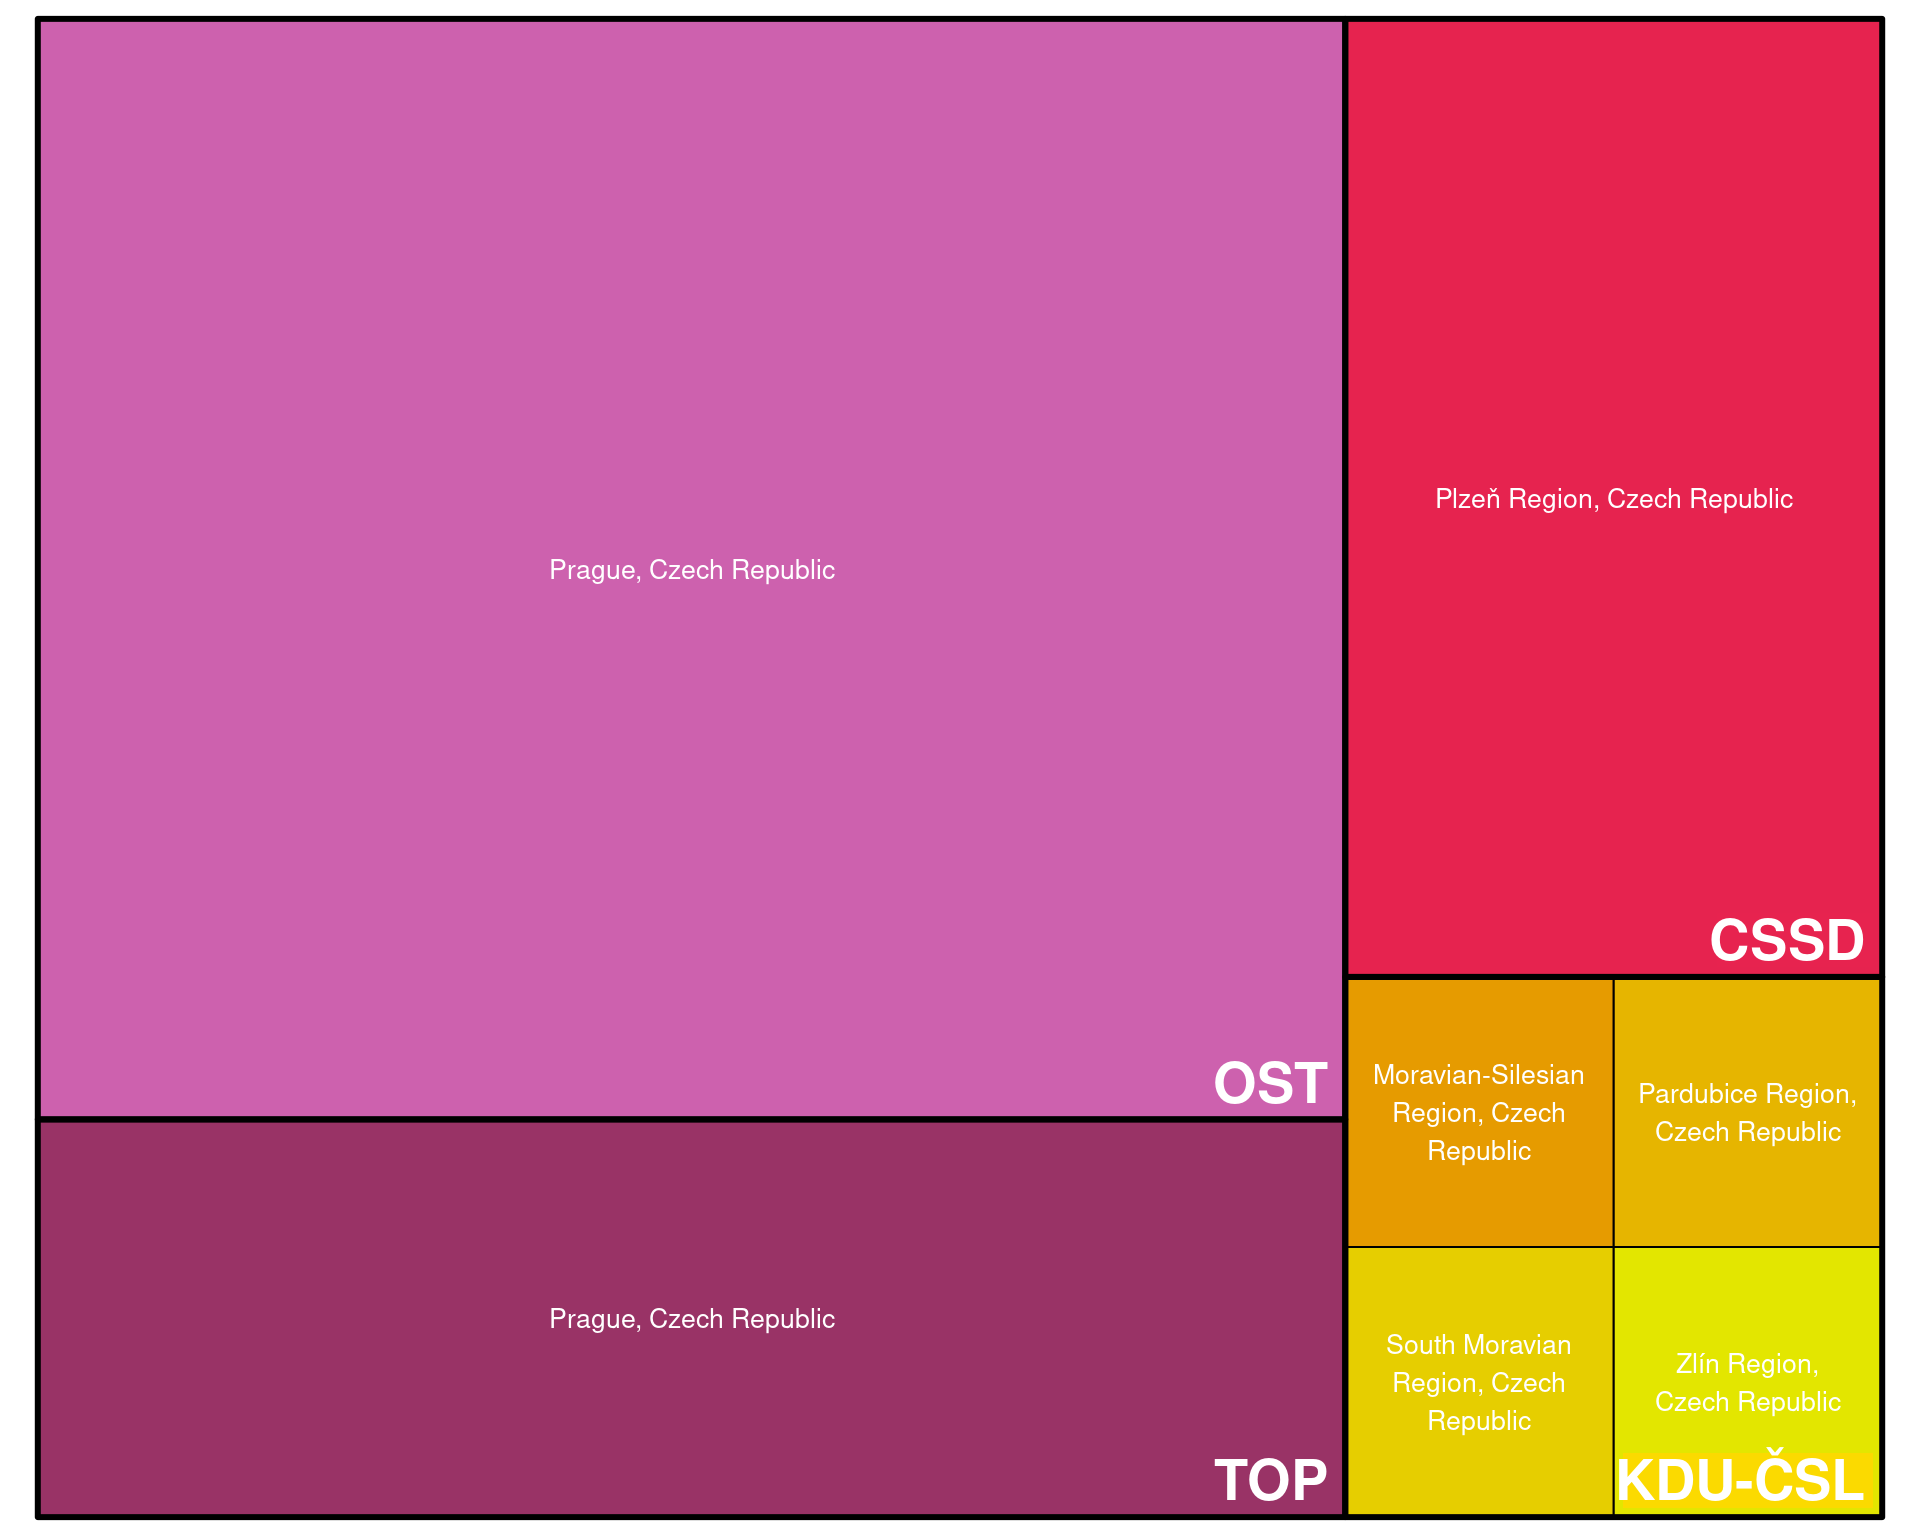 Prague, Czech Republic
OST
Prague, Czech Republic
TOP
Plzeň Region, Czech Republic
CSSD
Moravian-Silesian
Region, Czech
Republic
Pardubice Region,
Czech Republic
South Moravian
Region, Czech
Republic
Zlín Region,
Czech Republic
KDU-ČSL